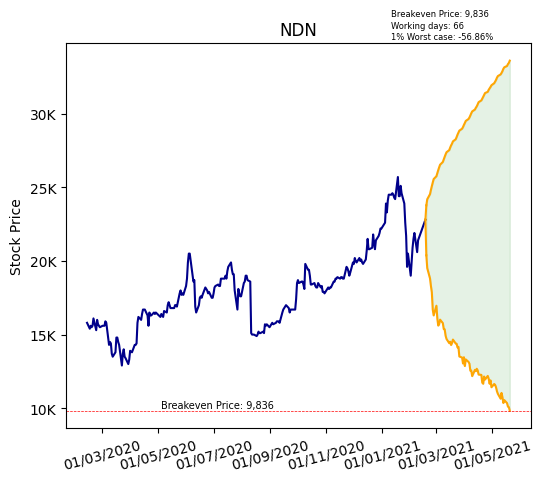 Breakeven Price: 9,836
Working days: 66
1% Worst case: -56.86%
NDN
Stock Price
30K
25K
20K
15K
10K
Breakeven Price: 9,836
01/03/2020
01/05/2020
01/07/2020
01/09/2020
01/11/2020
01/01/2021
01/03/2021
01/05/2021